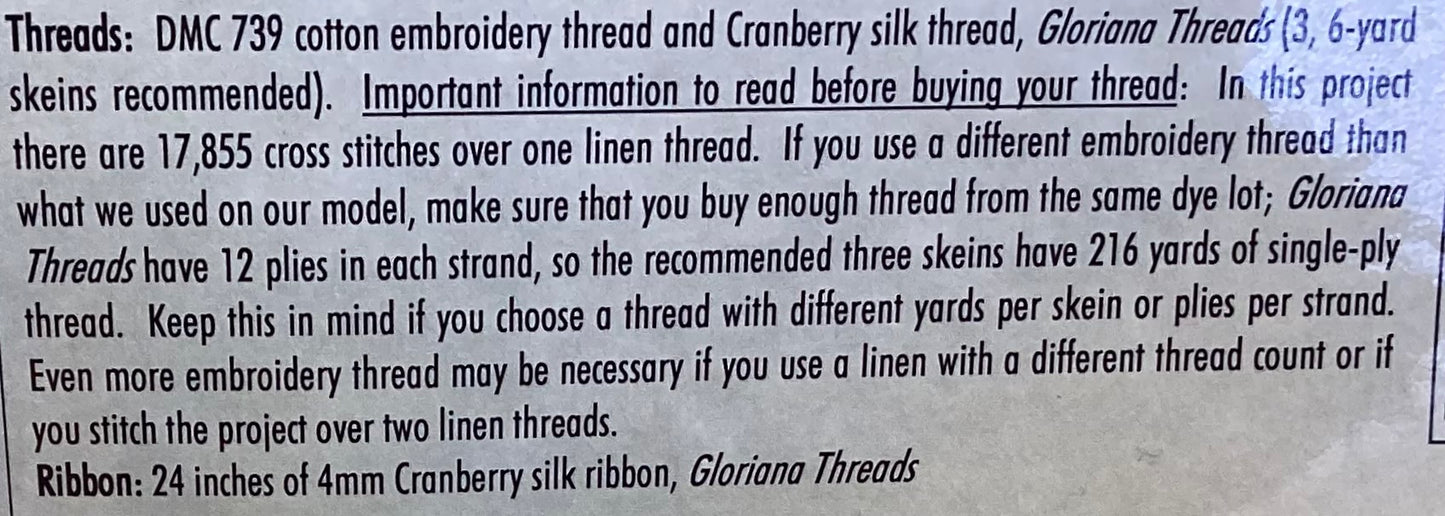 Threads: DMC 739 cotton embroidery thread and Cranberry silk thread, Gloriana Threads (3, 6-yard
skeins recommended). Important information to read before buying your thread: In this project
there are 17,855 cross stitches over one linen thread. If you use a different embroidery thread than
what we used on our model, make sure that you buy enough thread from the same dye lot; Gloriana
Threads have 12 plies in each strand, so the recommended three skeins have 216 yards of single-ply
thread. Keep this in mind if you choose a thread with different yards per skein or plies per strand.
Even more embroidery thread may be necessary if you use a linen with a different thread count or if
you stitch the project over two linen threads.
Ribbon: 24 inches of 4mm Cranberry silk ribbon, Gloriana Threads